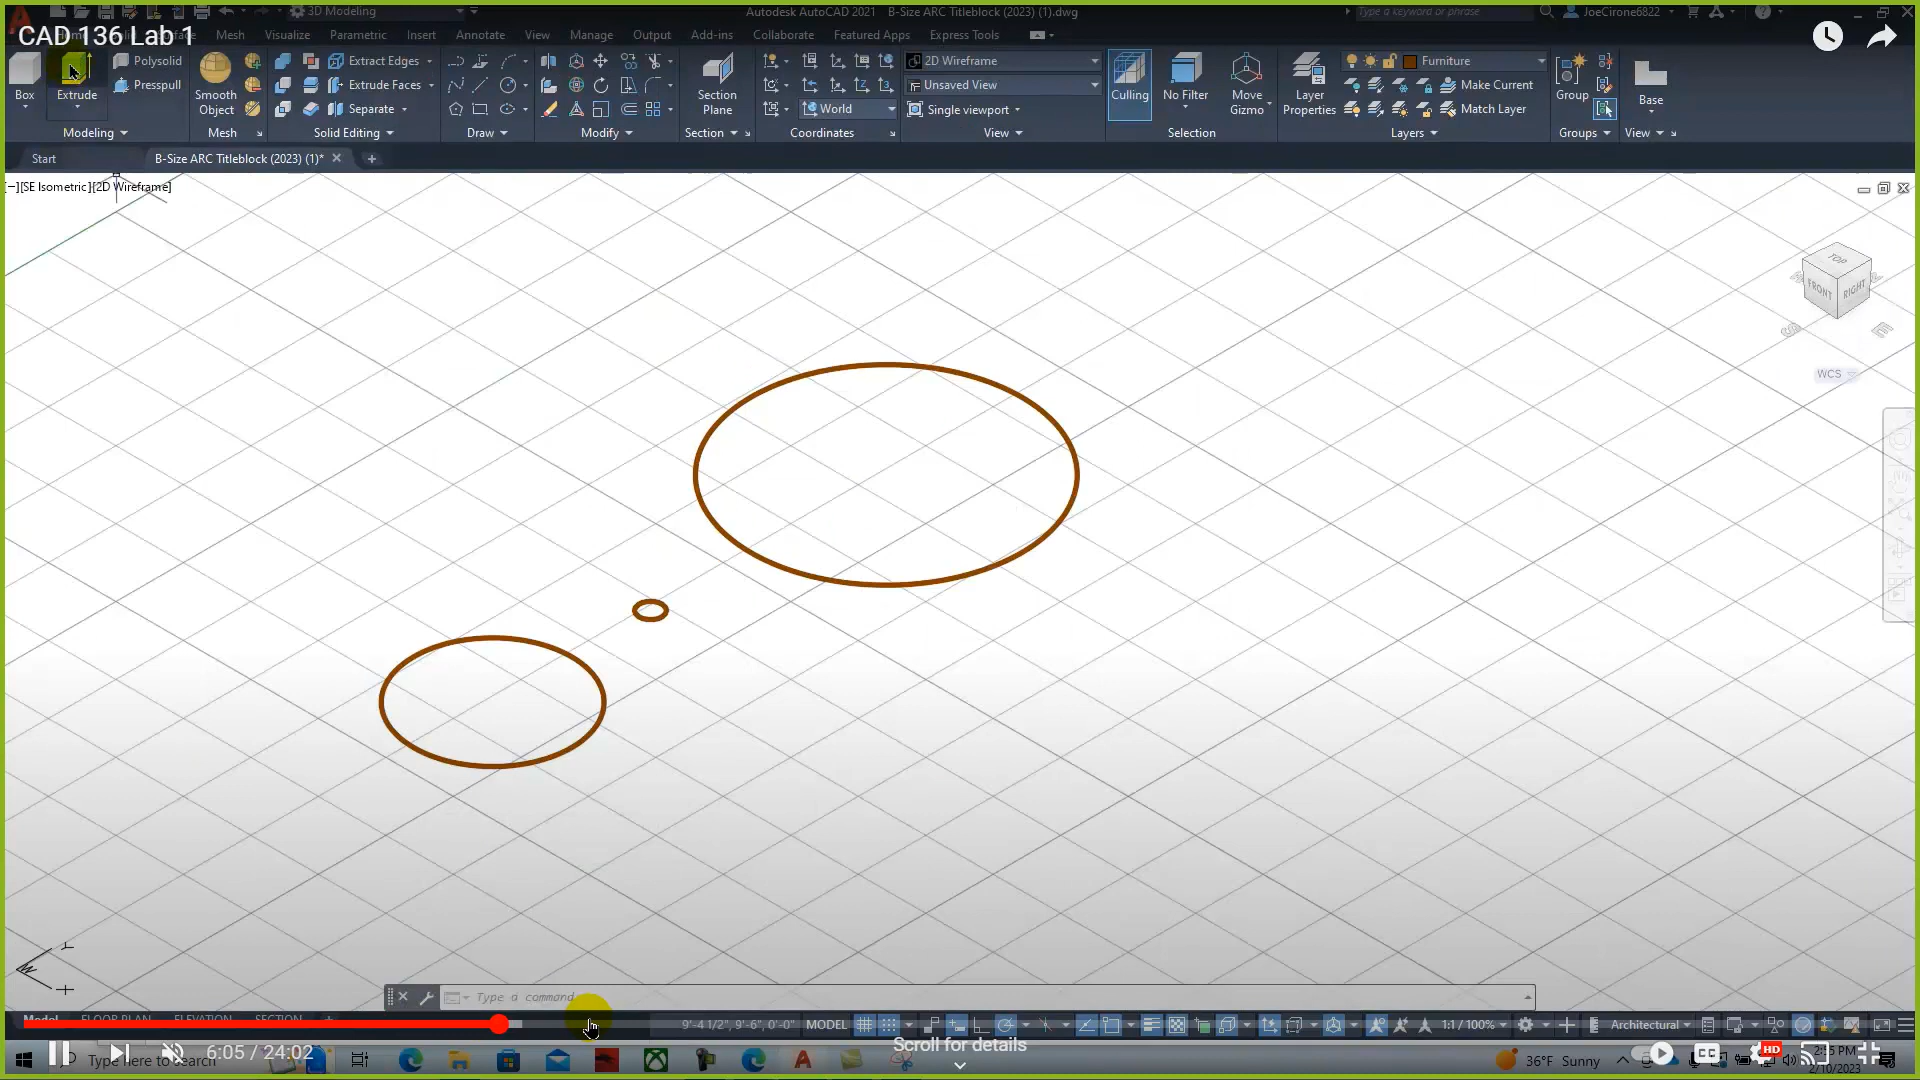 3D Modeling
Autodesk AutoCAD 2021 B-Size ARC Titleblock (2023) (1).dwg
Type a keyword or phrase
JoeCirone6822
CAD 136 Lab 1
Mesh Visualize Parametric Insert Annotate View Manage Output Add-ins Collaborate Featured Apps Express Tools
Polysolid
Extract Edges
2D Wireframe
Furniture
Presspull
Extrude Faces
Unsaved View
Make Current
Box
Extrude
Smooth
Object
Separate
Section
Plane
World
Single viewport
Culling
No Filter
Move
Gizmo
Layer
Properties
Match Layer
Group
Base
Modeling
Mesh
Solid Editing
Draw
Modify
Section
Coordinates
View
Selection
Layers
Groups
View
Start
B-Size ARC Titleblock (2023) (1)*
[−][SE Isometric][2D Wireframe]
TOP
FRONT
RIGHT
S
E
WCS
Type a command
Model FLOOR PLAN ELEVATION SECTION +
9'-4 1/2", 9'-6", 0'-0"
MODEL
1:1 / 100%
Architectural
Scroll for details
6:05 / 24:02
Type here to search
36°F Sunny
CC
HD
2:55 PM
2/10/2023